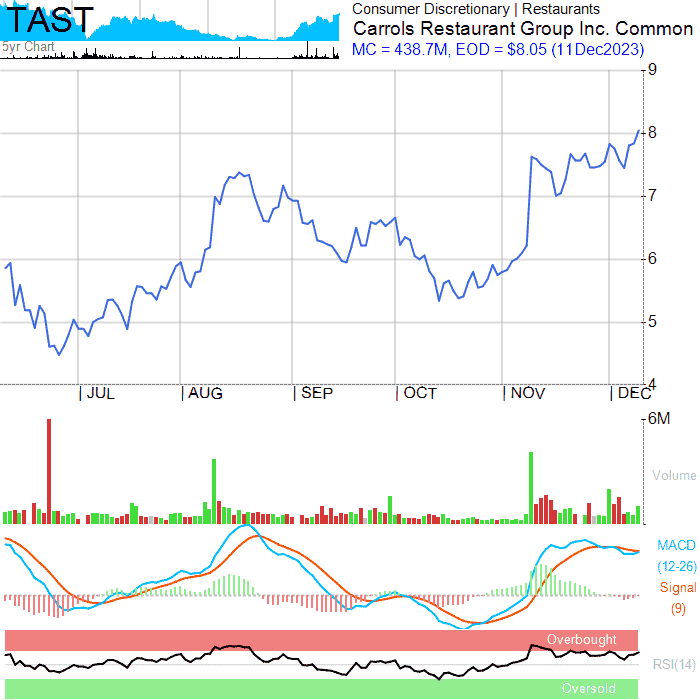 TAST
5yr Chart
Consumer Discretionary | Restaurants
Carrols Restaurant Group Inc. Common
MC = 438.7M, EOD = $8.05 (11Dec2023)
9
8
7
6
5
4
| JUL | AUG | SEP | OCT | NOV | DEC
6M
Volume
MACD
(12-26)
Signal
(9)
Overbought
RSI(14)
Oversold